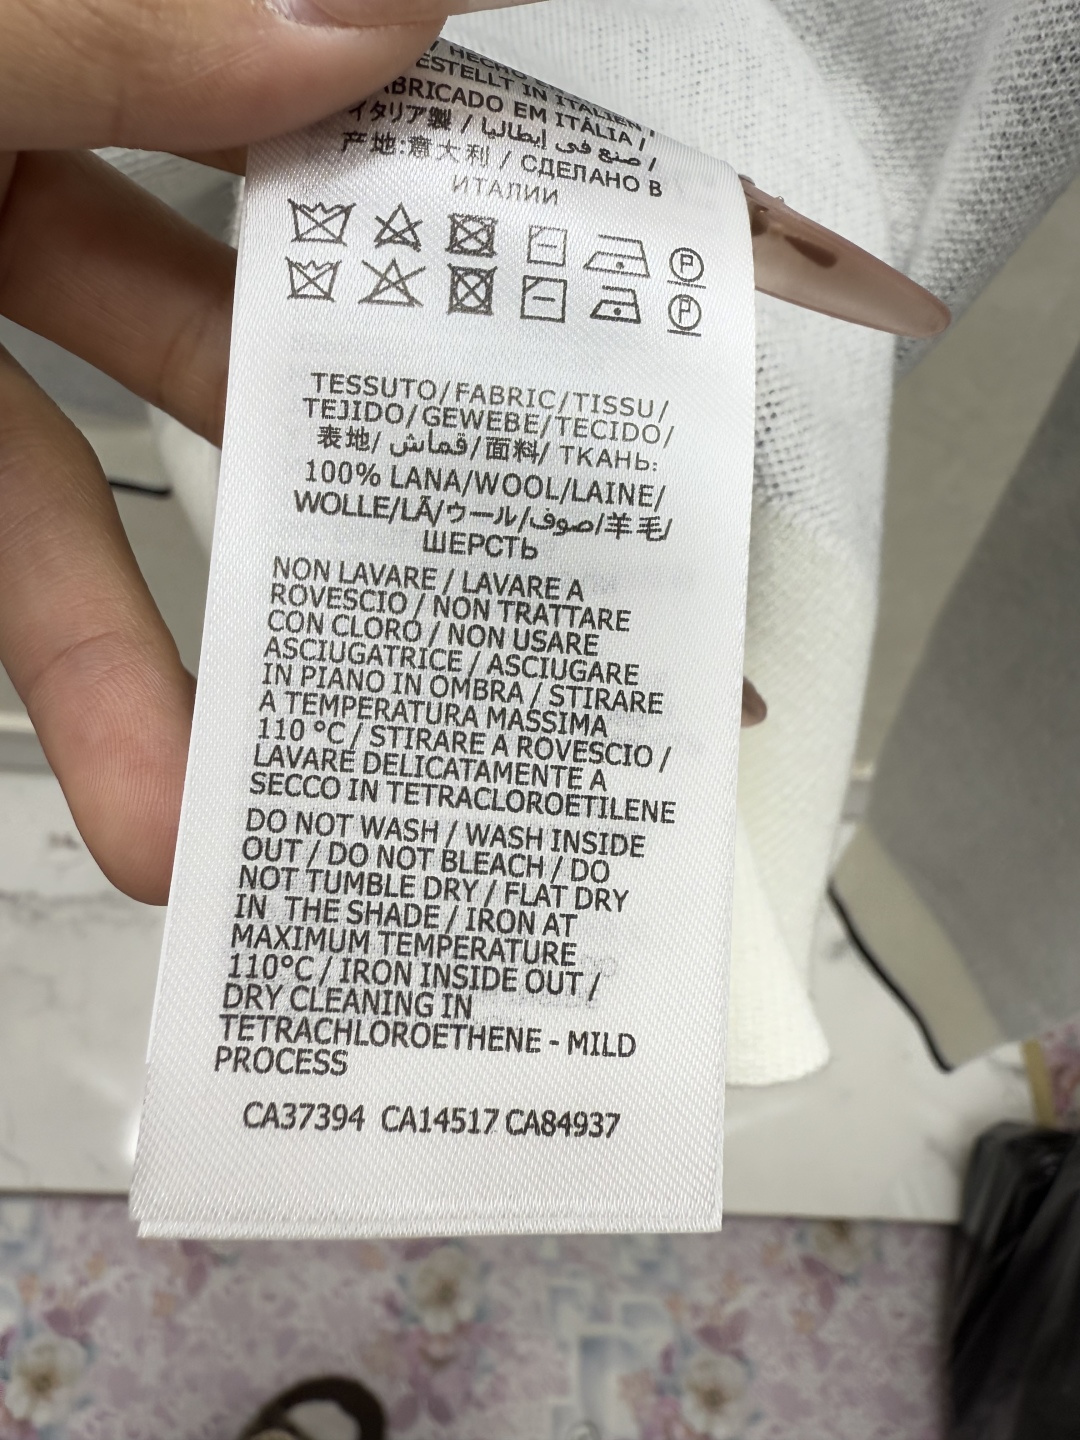 / HECHO
ESTELLT IN ITALIEN /
ABRICADO EM ITÁLIA /
イタリア製 / صنع في إيطاليا /
产地:意大利 / СДЕЛАНО В
ИТАЛИИ
P
P
TESSUTO/FABRIC/TISSU/
TEJIDO/GEWEBE/TECIDO/
表地/ قماش/面料/ ТКАНЬ:
100% LANA/WOOL/LAINE/
WOLLE/LÃ/ウール/صوف/羊毛/
ШЕРСТЬ
NON LAVARE / LAVARE A
ROVESCIO / NON TRATTARE
CON CLORO / NON USARE
ASCIUGATRICE / ASCIUGARE
IN PIANO IN OMBRA / STIRARE
A TEMPERATURA MASSIMA
110 °C / STIRARE A ROVESCIO /
LAVARE DELICATAMENTE A
SECCO IN TETRACLOROETILENE
DO NOT WASH / WASH INSIDE
OUT / DO NOT BLEACH / DO
NOT TUMBLE DRY / FLAT DRY
IN THE SHADE / IRON AT
MAXIMUM TEMPERATURE
110°C / IRON INSIDE OUT /
DRY CLEANING IN
TETRACHLOROETHENE - MILD
PROCESS
CA37394 CA14517 CA84937